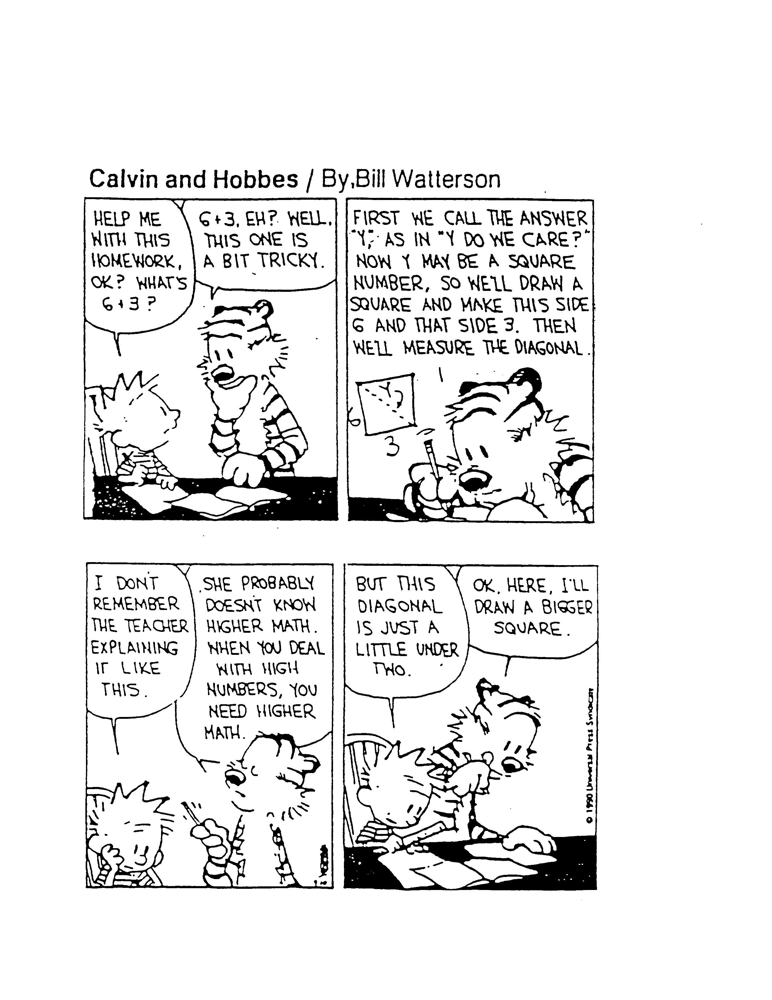 Calvin and Hobbes / By, Bill Watterson
HELP ME
WITH THIS
HOMEWORK,
OK? WHAT'S
6+3?
6+3, EH? WELL,
THIS ONE IS
A BIT TRICKY.
FIRST WE CALL THE ANSWER
"Y," AS IN "Y DO WE CARE?"
NOW Y MAY BE A SQUARE
NUMBER, SO WE'LL DRAW A
SQUARE AND MAKE THIS SIDE
6 AND THAT SIDE 3. THEN
WE'LL MEASURE THE DIAGONAL.
Y
6
3
I DON'T
REMEMBER
THE TEACHER
EXPLAINING
IT LIKE
THIS.
SHE PROBABLY
DOESN'T KNOW
HIGHER MATH.
WHEN YOU DEAL
WITH HIGH
NUMBERS, YOU
NEED HIGHER
MATH.
BUT THIS
DIAGONAL
IS JUST A
LITTLE UNDER
TWO.
OK. HERE, I'LL
DRAW A BIGGER
SQUARE.
© 1990 Universal Press Syndicate